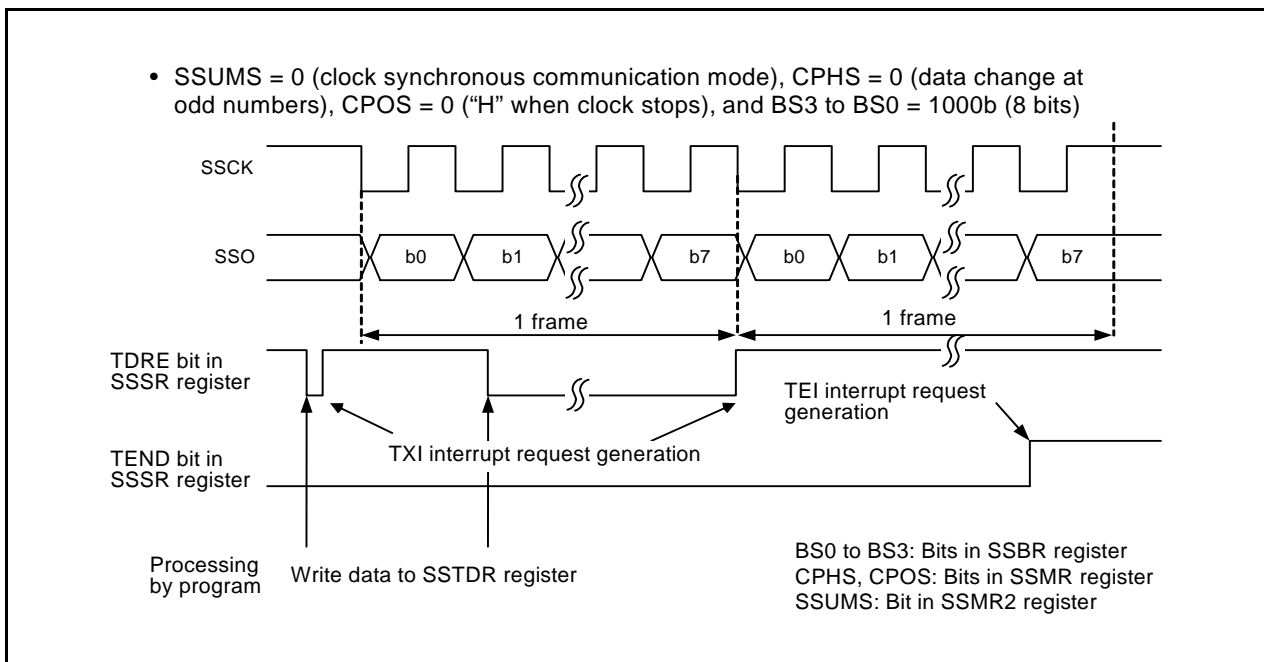 • SSUMS = 0 (clock synchronous communication mode), CPHS = 0 (data change at
odd numbers), CPOS = 0 (“H” when clock stops), and BS3 to BS0 = 1000b (8 bits)
SSCK
SSO
b0 b1 b7 b0 b1 b7
1 frame 1 frame
TDRE bit in
SSSR register
TEI interrupt request
generation
TXI interrupt request generation
TEND bit in
SSSR register
Processing
by program
Write data to SSTDR register
BS0 to BS3: Bits in SSBR register
CPHS, CPOS: Bits in SSMR register
SSUMS: Bit in SSMR2 register